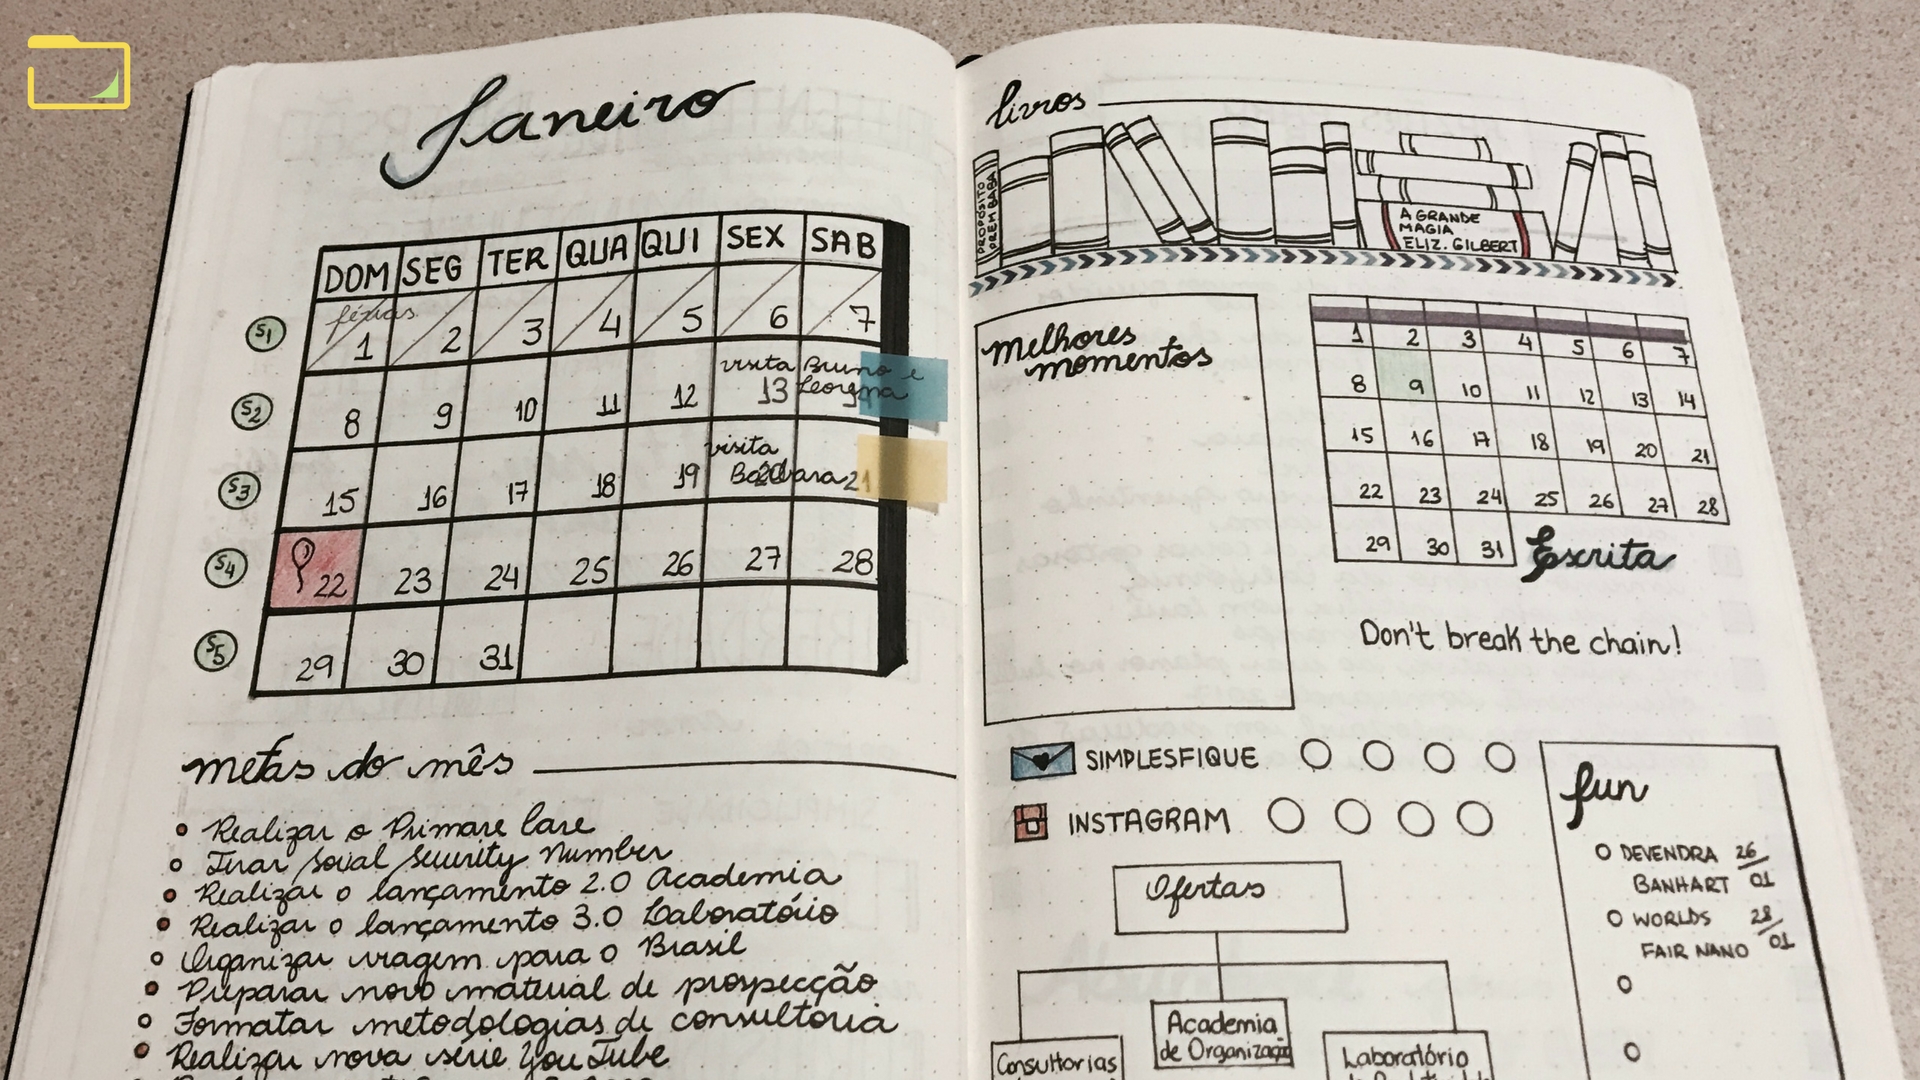 Janeiro
DOM SEG TER QUA QUI SEX SAB
férias
1 2 3 4 5 6 7
S1
visita Bruno e
Leorna
8 9 10 11 12 13
S2
visita
Barbara
15 16 17 18 19 20 21
S3
22 23 24 25 26 27 28
S4
29 30 31
S5
metas do mês
Realizar o Primare lare
Tirar Social Security Number
Realizar o lançamento 2.0 Academia
Realizar o lançamento 3.0 Laboratório
Organizar viagem para o Brasil
Preparar novo material de prospecção
Formatar metodologias de consultoria
Realizar nova série YouTube
livros
PROPÓSITO
PREM BABA
A GRANDE
MAGIA
ELIZ. GILBERT
melhores
momentos
1 2 3 4 5 6 7
8 9 10 11 12 13 14
15 16 17 18 19 20 21
22 23 24 25 26 27 28
29 30 31
Escrita
Don't break the chain!
SIMPLESFIQUE
INSTAGRAM
fun
DEVENDRA 26/01
BANHART
WORLDS 28/01
FAIR NANO
Ofertas
Consultorias
Academia
de Organização
Laboratório